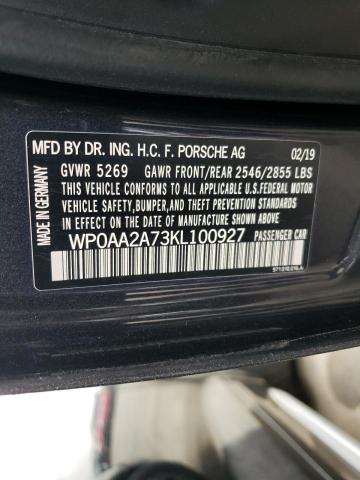 MFD BY DR. ING. H.C. F. PORSCHE AG 02/19
GVWR 5269 GAWR FRONT/REAR 2546/2855 LBS
THIS VEHICLE CONFORMS TO ALL APPLICABLE
U.S.FEDERAL MOTOR
VEHICLE SAFETY,BUMPER,AND THEFT PREVENTION STANDARDS
IN EFFECT ON THE DATE OF MANUFACTURE SHOWN ABOVE
WP0AA2A73KL100927 PASSENGER CAR
MADE IN GERMANY